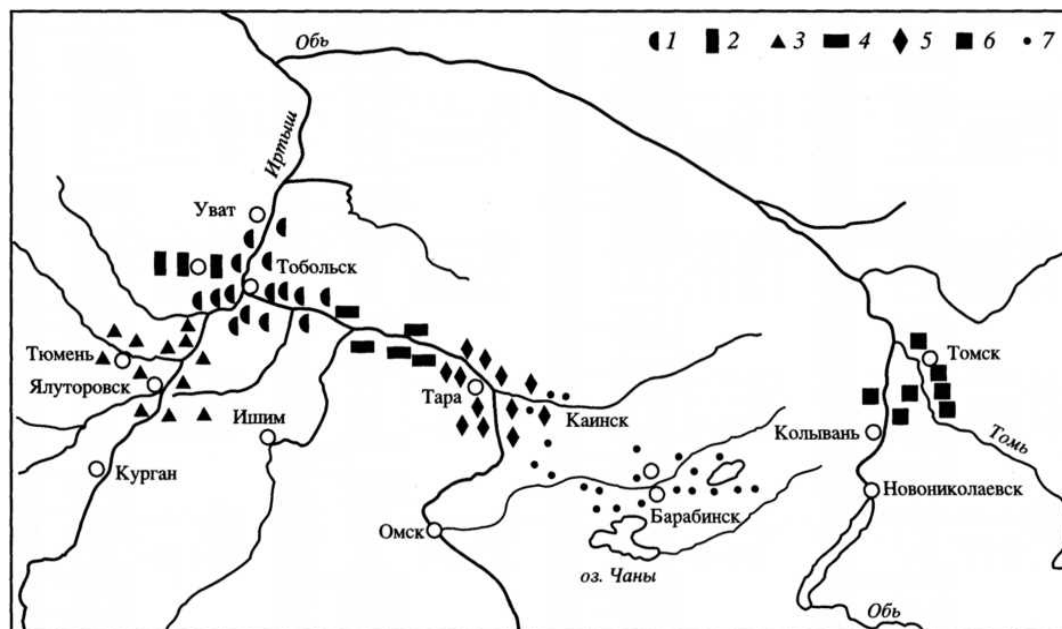 Обь
1 2 3 4 5 6 7
Иртыш
Уват
Тобольск
Тюмень
Ялуторовск
Ишим
Курган
Тара
Каинск
Омск
Барабинск
оз. Чаны
Томск
Колывань
Томь
Новониколаевск
Обь